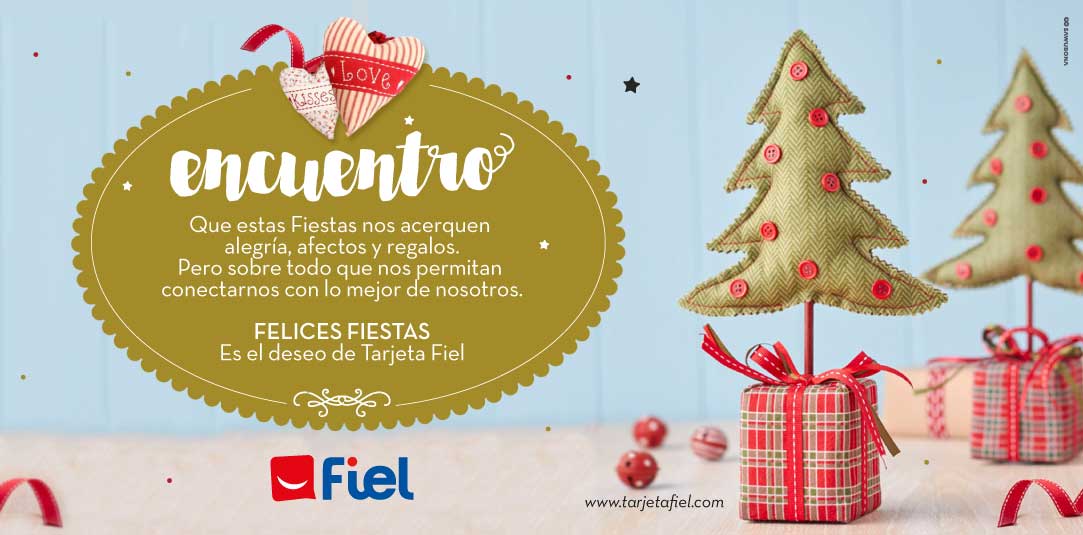 LOVE
KISSES
encuentro
Que estas Fiestas nos acerquen
alegría, afectos y regalos.
Pero sobre todo que nos permitan
conectarnos con lo mejor de nosotros.
FELICES FIESTAS
Es el deseo de Tarjeta Fiel
Fiel
www.tarjetafiel.com